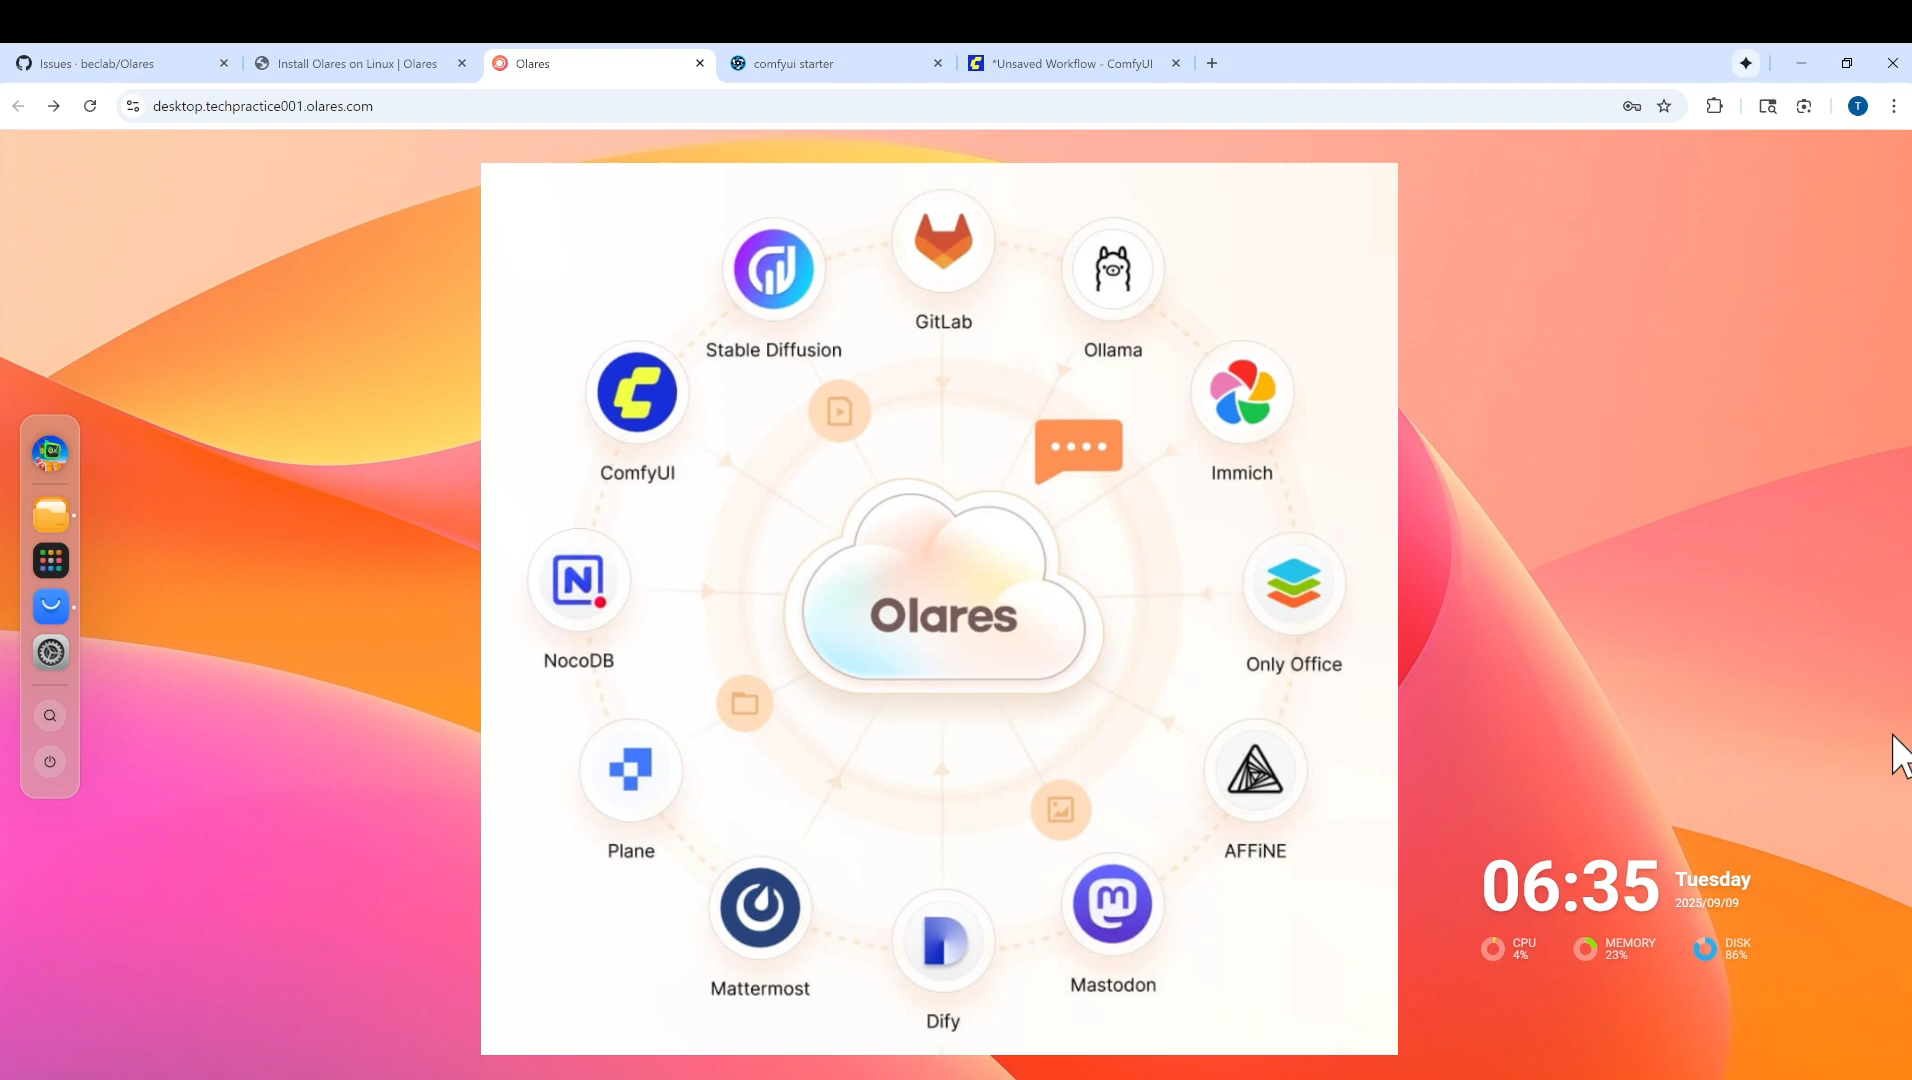 Issues · beclab/Olares
Install Olares on Linux | Olares
Olares
comfyui starter
*Unsaved Workflow - ComfyUI
desktop.techpractice001.olares.com
T
GitLab
Stable Diffusion
Ollama
ComfyUI
Immich
Olares
NocoDB
Only Office
Plane
AFFiNE
Mattermost
Mastodon
Dify
06:35
Tuesday
2025/09/09
CPU
4%
MEMORY
23%
DISK
86%